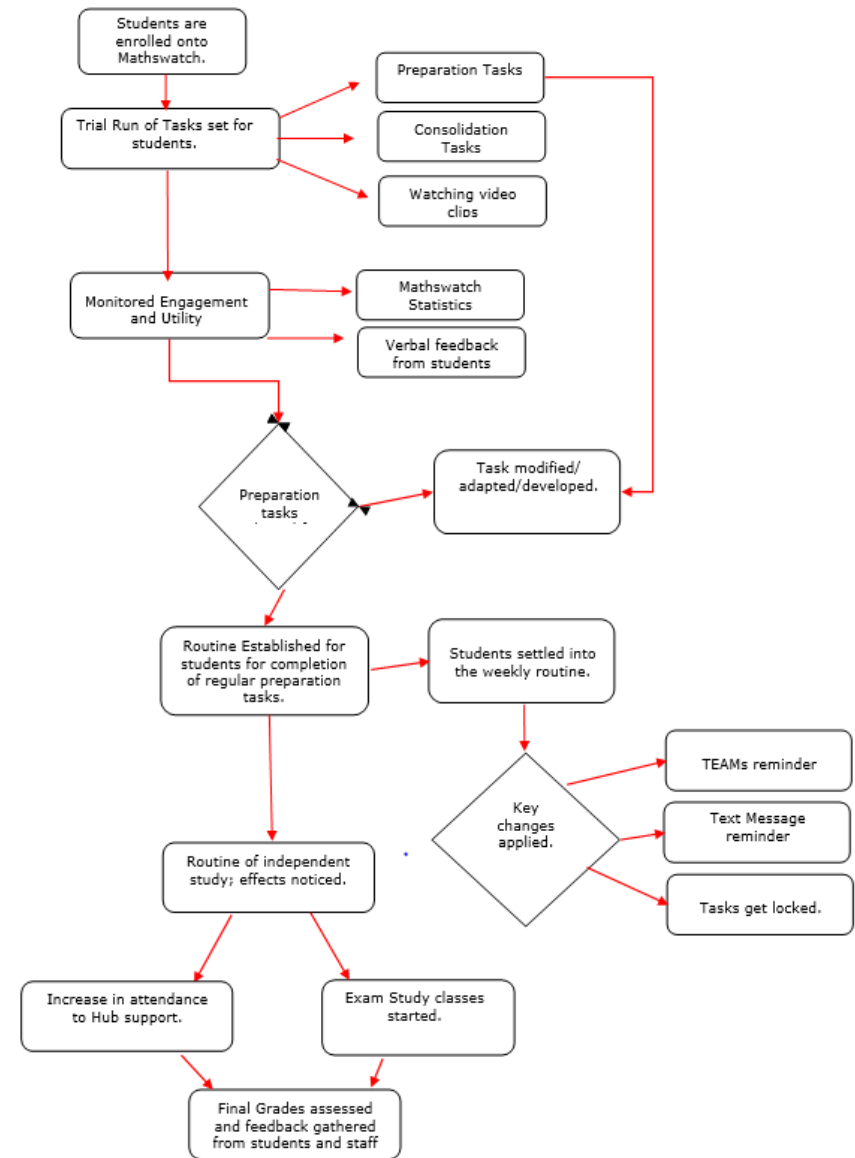 Students are
enrolled onto
Mathswatch.
Preparation Tasks
Trial Run of Tasks set for
students.
Consolidation
Tasks
Watching video
clips
Monitored Engagement
and Utility
Mathswatch
Statistics
Verbal feedback
from students
Preparation
tasks
Task modified/
adapted/developed.
Routine Established for
students for completion
of regular preparation
tasks.
Students settled into
the weekly routine.
Key
changes
applied.
TEAMs reminder
Text Message
reminder
Tasks get locked.
Routine of independent
study; effects noticed.
Increase in attendance
to Hub support.
Exam Study classes
started.
Final Grades assessed
and feedback gathered
from students and staff